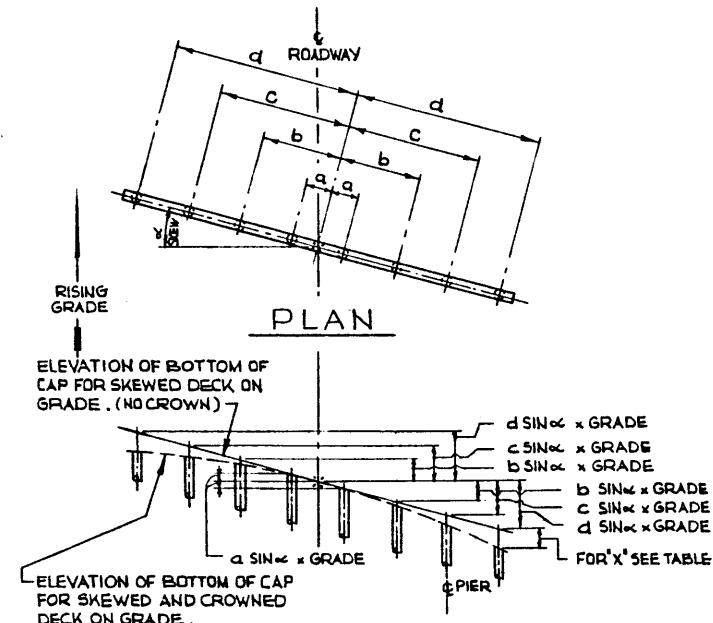 ℄
ROADWAY
d
d
c
c
b
b
a
a
α
SKEW
RISING
GRADE
PLAN
ELEVATION OF BOTTOM OF
CAP FOR SKEWED DECK ON
GRADE. (NO CROWN)
d SIN α x GRADE
c SIN α x GRADE
b SIN α x GRADE
b SIN α x GRADE
c SIN α x GRADE
d SIN α x GRADE
a SIN α x GRADE
FOR "X" SEE TABLE
℄ PIER
ELEVATION OF BOTTOM OF CAP
FOR SKEWED AND CROWNED
DECK ON GRADE.